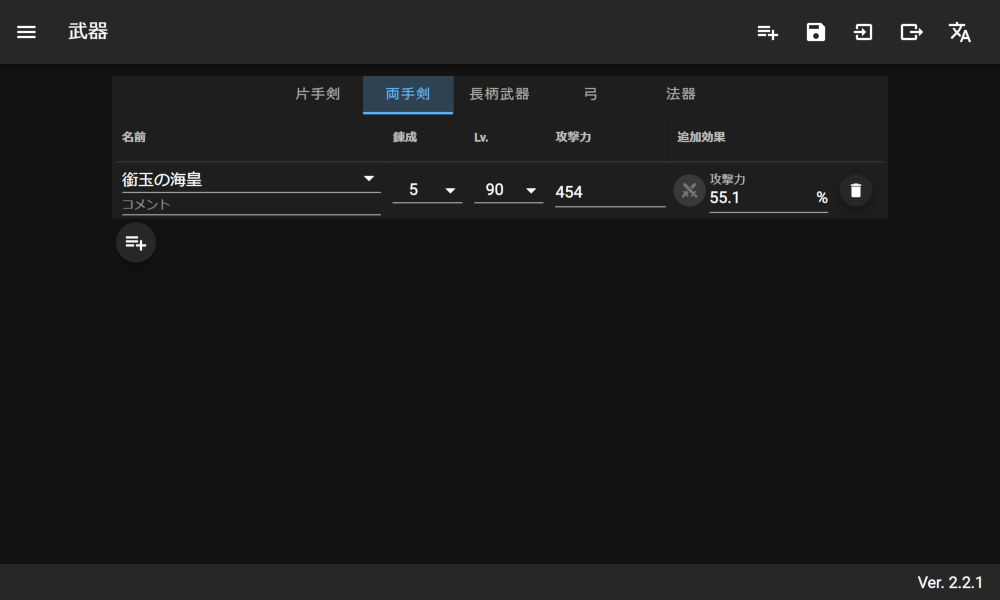 武器
片手剣 両手剣 長柄武器 弓 法器
名前 錬成 Lv. 攻撃力 追加効果
銜玉の海皇 5 90 454 攻撃力 55.1 %
コメント
Ver. 2.2.1